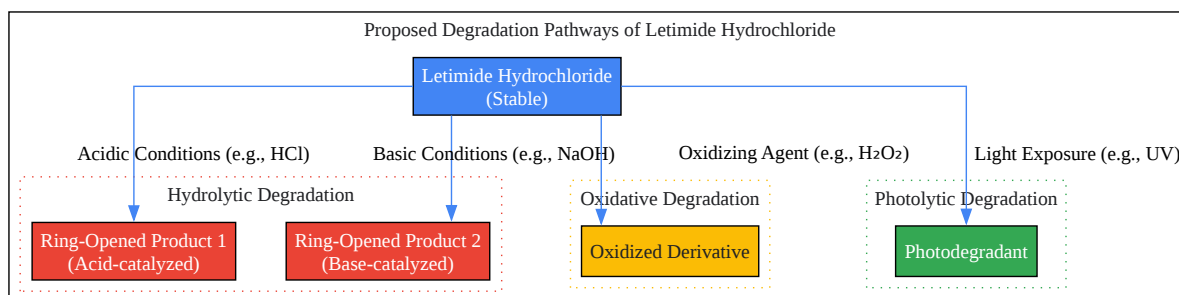 Proposed Degradation Pathways of Letimide Hydrochloride
Letimide Hydrochloride
(Stable)
Acidic Conditions (e.g., HCl)
Basic Conditions (e.g., NaOH)
Oxidizing Agent (e.g., H₂O₂)
Light Exposure (e.g., UV)
Hydrolytic Degradation
Oxidative Degradation
Photolytic Degradation
Ring-Opened Product 1
(Acid-catalyzed)
Ring-Opened Product 2
(Base-catalyzed)
Oxidized Derivative
Photodegradant